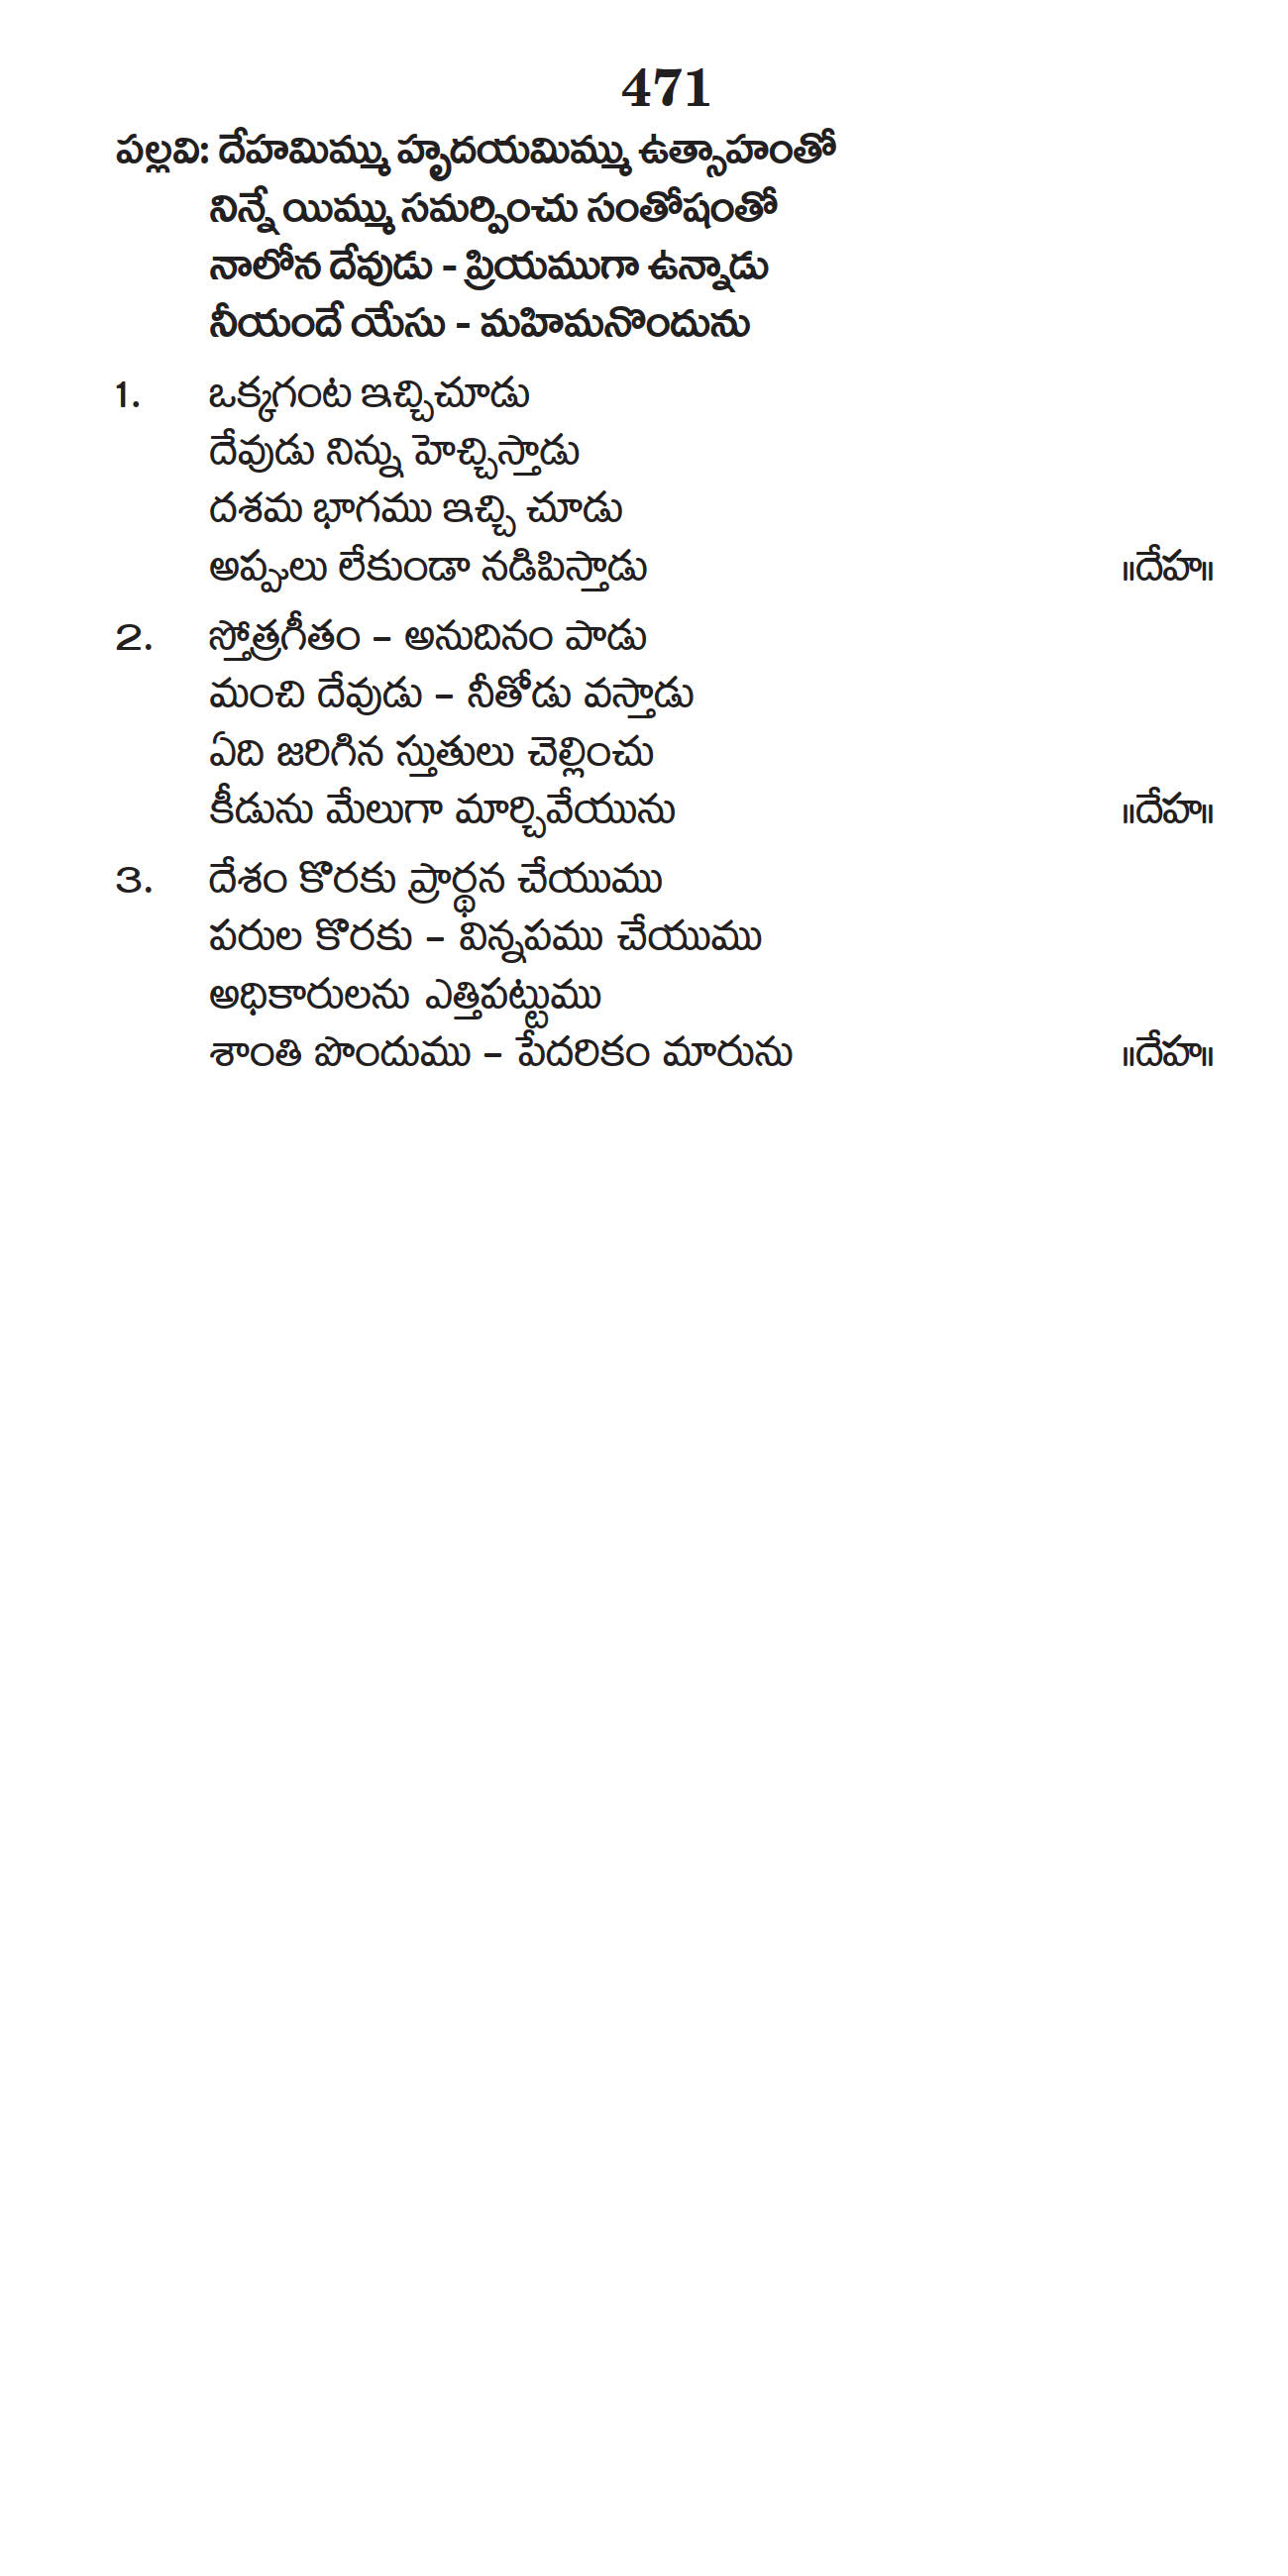 471
పల్లవి: దేహమిమ్ము హృదయమిమ్ము ఉత్సాహంతో
నిన్నే యిమ్ము సమర్పించు సంతోషంతో
నాలోన దేవుడు - ప్రియముగా ఉన్నాడు
నీయందే యేసు - మహిమనొందును
1. ఒక్కగంట ఇచ్చిచూడు
దేవుడు నిన్ను హెచ్చిస్తాడు
దశమ భాగము ఇచ్చి చూడు
అప్పులు లేకుండా నడిపిస్తాడు ॥దేహ॥
2. స్తోత్రగీతం – అనుదినం పాడు
మంచి దేవుడు – నీతోడు వస్తాడు
ఏది జరిగిన స్తుతులు చెల్లించు
కీడును మేలుగా మార్చివేయును ॥దేహ॥
3. దేశం కొరకు ప్రార్థన చేయుము
పరుల కొరకు – విన్నపము చేయుము
అధికారులను ఎత్తిపట్టుము
శాంతి పొందుము – పేదరికం మారును ॥దేహ॥